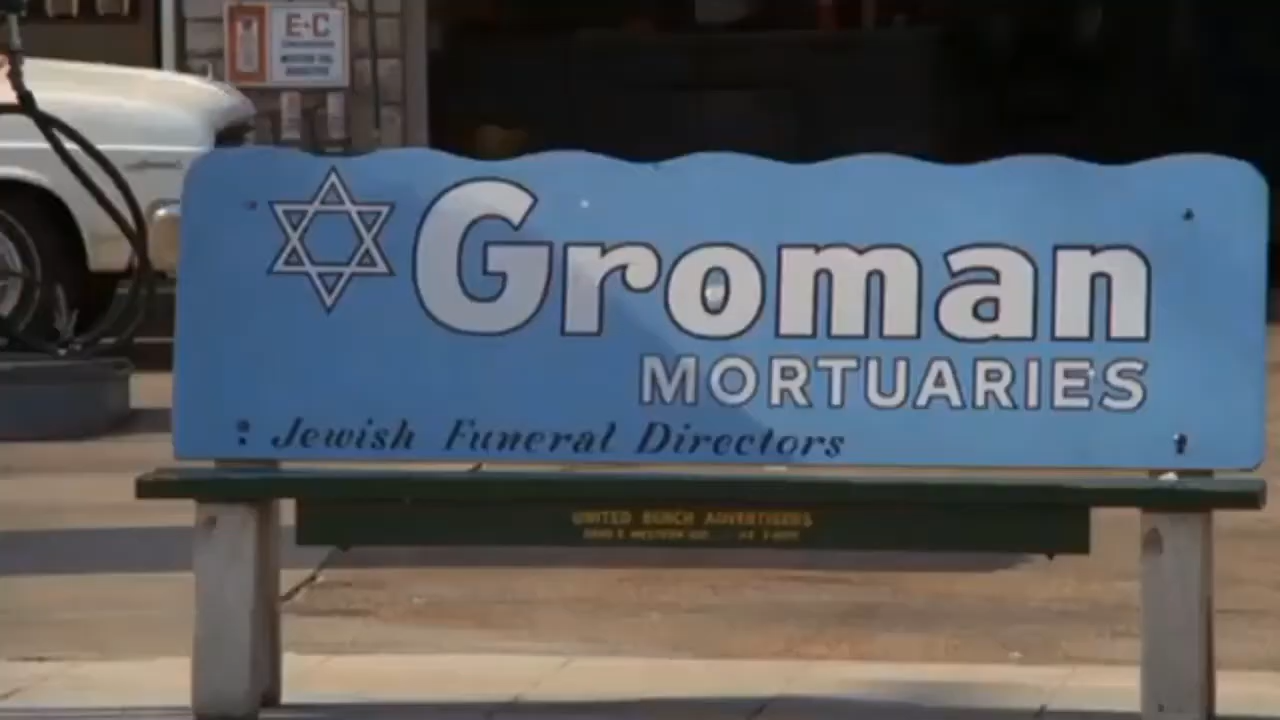 E-C
Groman
MORTUARIES
Jewish Funeral Directors
UNITED BENCH ADVERTISERS